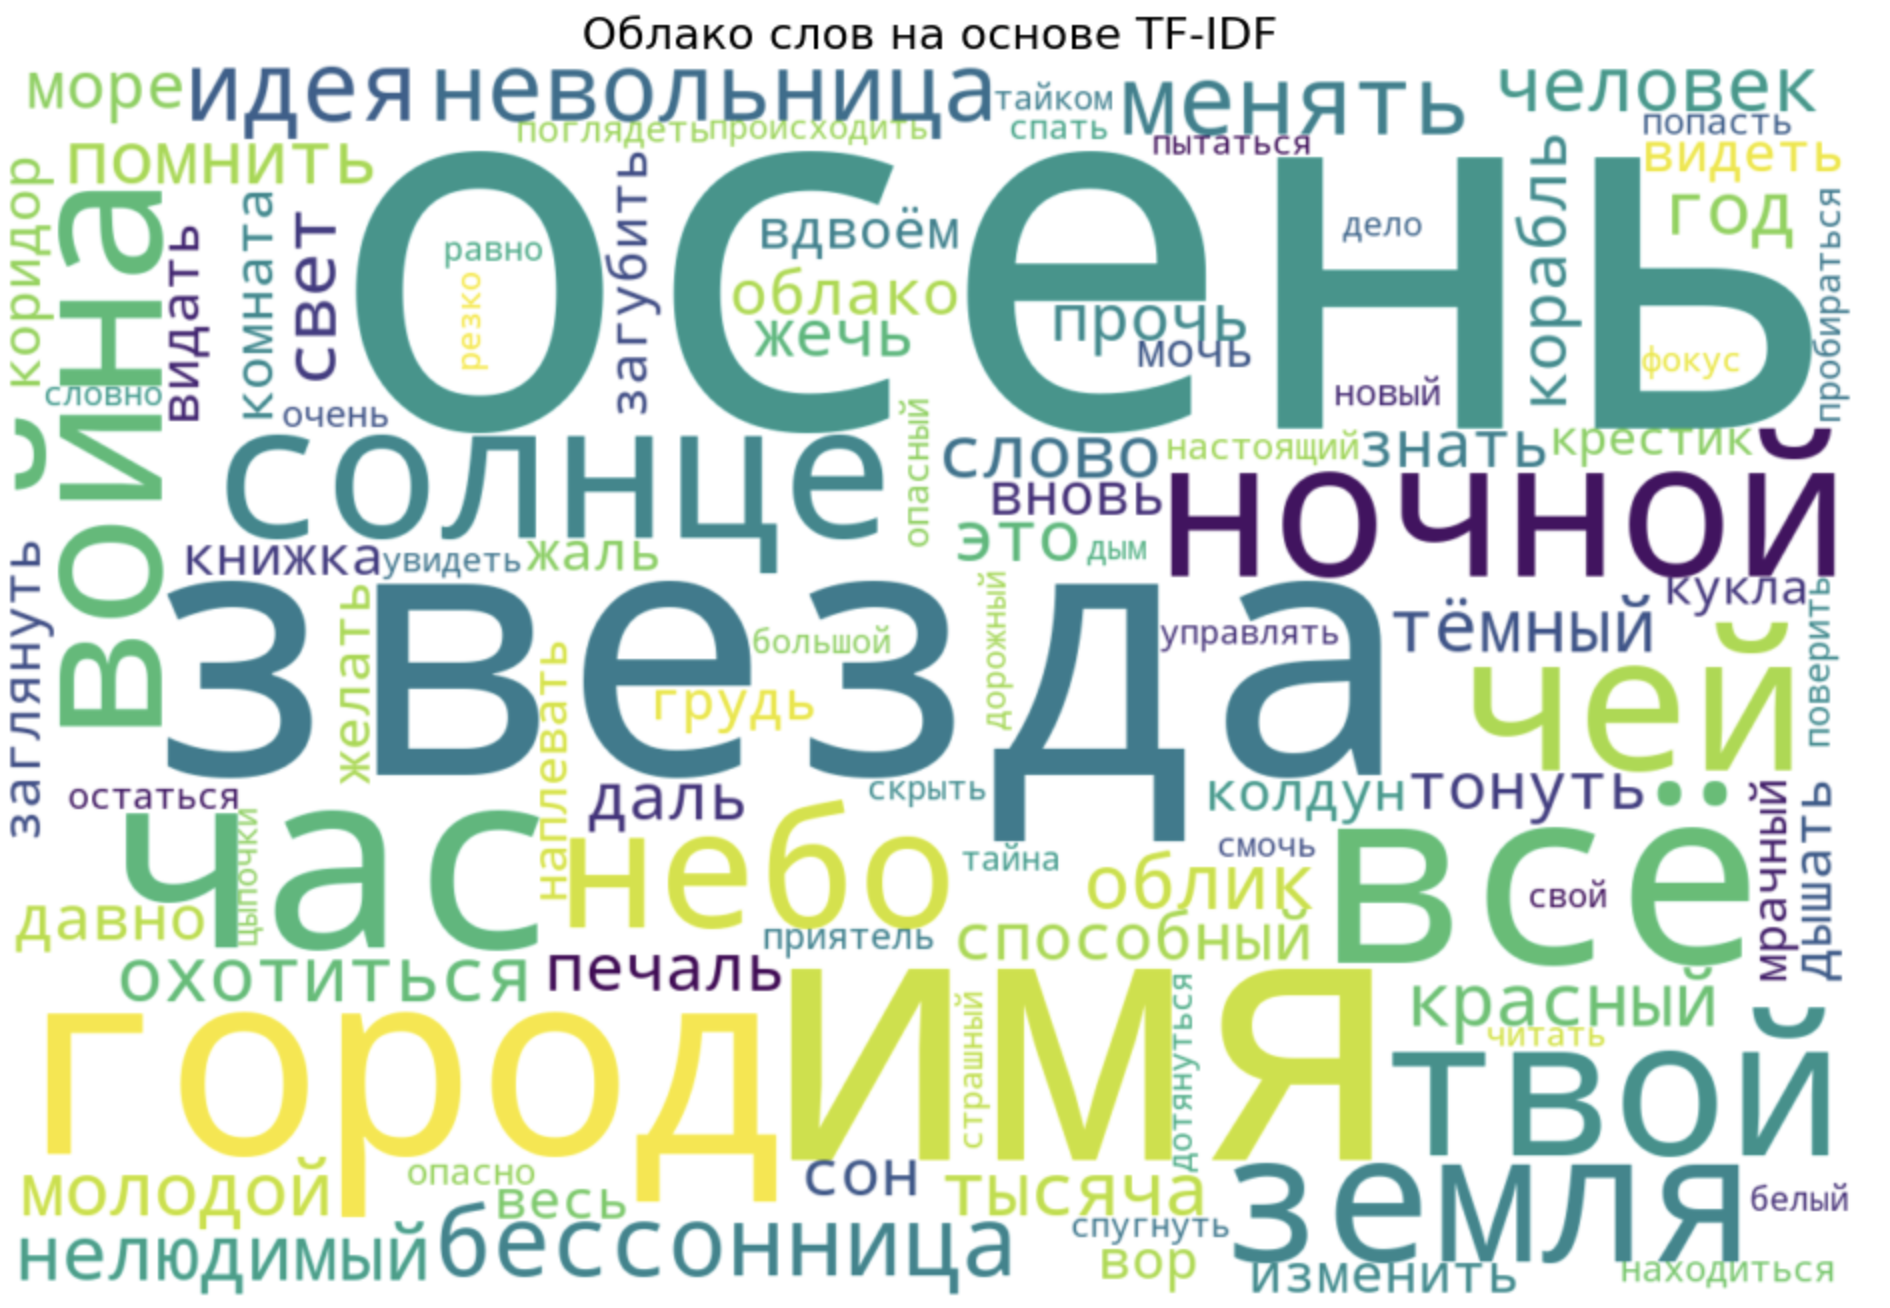 Облако слов на основе TF-IDF
море
идея
невольница
тайком
менять
человек
поглядеть
происходить
спать
пытаться
попасть
помнить
видеть
коридор
война
видать
комната
свет
осень
равно
резко
загубить
вдвоём
облако
жечь
прочь
мочь
дело
новый
корабль
год
фокус
пробираться
словно
очень
солнце
опасный
слово
настоящий
знать
крестик
вновь
ночной
это
дым
книжка
увидеть
жаль
кукла
заглянуть
звезда
желать
большой
дорожный
управлять
тёмный
поверить
грудь
наплевать
чей
остаться
даль
скрыть
колдун
тонуть
час
цыпочки
небо
тайна
смочь
облик
всё
свой
мрачный
дышать
давно
приятель
способный
охотиться
печаль
красный
читать
город
имя
страшный
дотянуться
твой
молодой
опасно
весь
сон
тысяча
земля
белый
спугнуть
нелюдимый
бессонница
вор
изменить
находиться